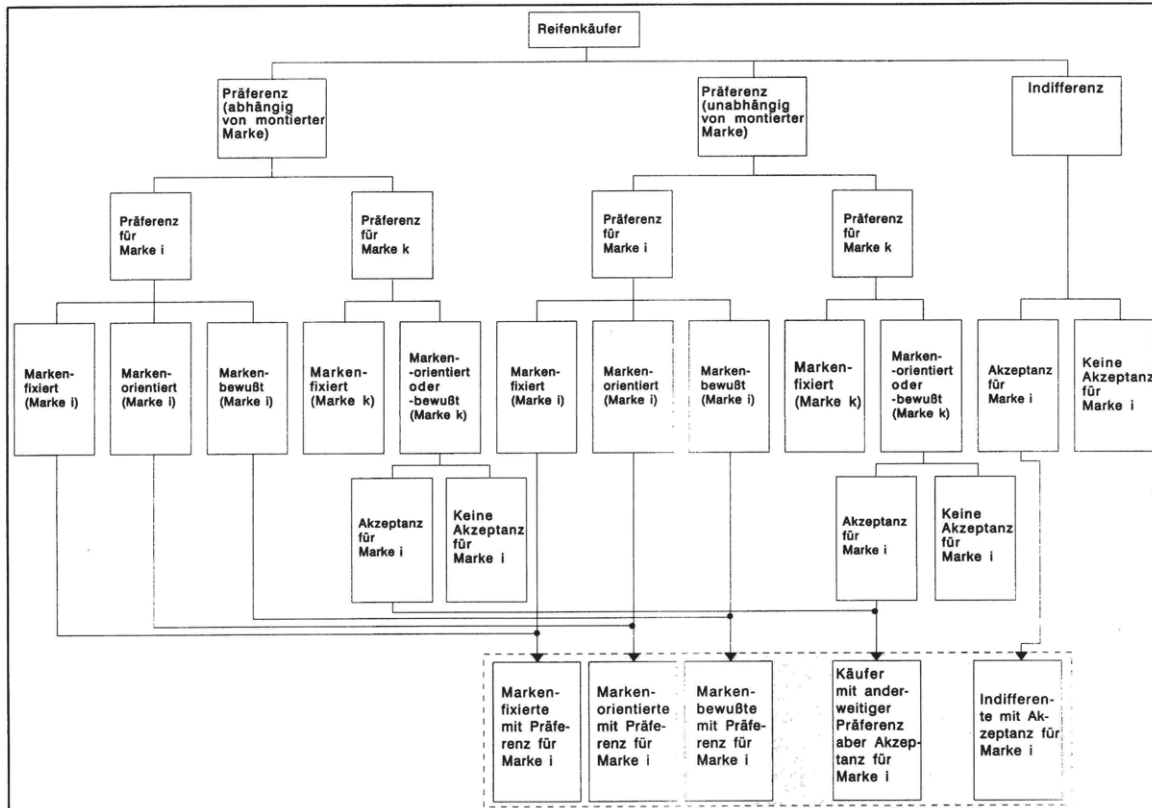 Reifenkäufer
Präferenz
(abhängig
von montierter
Marke)
Präferenz
(unabhängig
von montierter
Marke)
Indifferenz
Präferenz
für
Marke i
Präferenz
für
Marke k
Präferenz
für
Marke i
Präferenz
für
Marke k
Marken-
fixiert
(Marke i)
Marken-
orientiert
(Marke i)
Marken-
bewußt
(Marke i)
Marken-
fixiert
(Marke k)
Marken-
-orientiert
oder
-bewußt
(Marke k)
Marken-
fixiert
(Marke i)
Marken-
orientiert
(Marke i)
Marken-
bewußt
(Marke i)
Marken-
fixiert
(Marke k)
Marken-
-orientiert
oder
-bewußt
(Marke k)
Akzeptanz
für
Marke i
Keine
Akzeptanz
für
Marke i
Akzeptanz
für
Marke i
Keine
Akzeptanz
für
Marke i
Akzeptanz
für
Marke i
Keine
Akzeptanz
für
Marke i
Marken-
fixierte
mit Präfe-
renz für
Marke i
Marken-
orientierte
mit Präfe-
renz für
Marke i
Marken-
bewußte
mit Präfe-
renz für
Marke i
Käufer
mit ander-
weitiger
Präferenz
aber Akzep-
tanz für
Marke i
Indifferen-
te mit Ak-
zeptanz für
Marke i